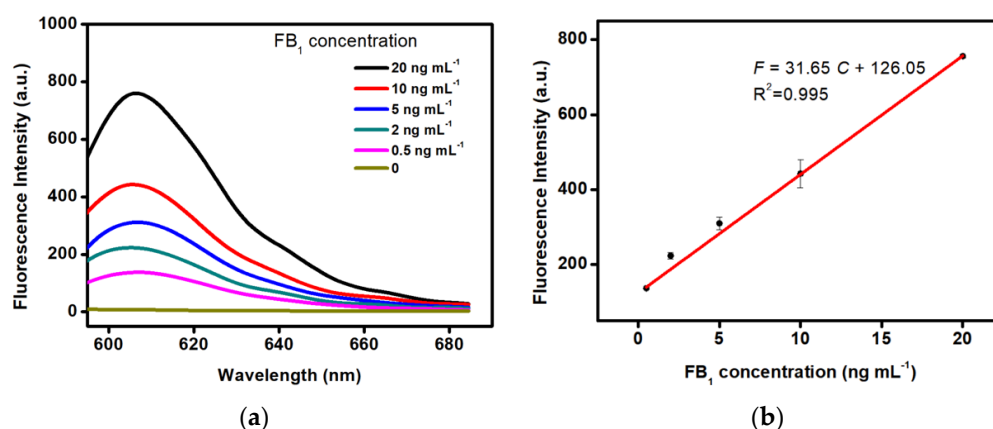 1000
800
600
400
200
0
Fluorescence Intensity (a.u.)
FB₁ concentration
20 ng mL⁻¹
10 ng mL⁻¹
5 ng mL⁻¹
2 ng mL⁻¹
0.5 ng mL⁻¹
0
600 620 640 660 680
Wavelength (nm)
(a)
800
600
400
200
Fluorescence Intensity (a.u.)
F = 31.65 C + 126.05
R²=0.995
0 5 10 15 20
FB₁ concentration (ng mL⁻¹)
(b)